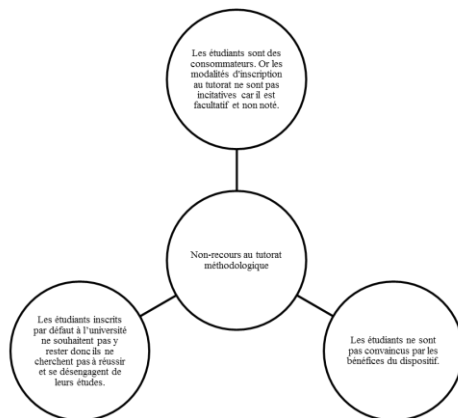 Les étudiants sont des
consommateurs. Or les
modalités d'inscription
au tutorat ne sont pas
incitatives car il est
facultatif et non noté.
Non-recours au tutorat
méthodologique
Les étudiants inscrits
par défaut à l'université
ne souhaitent pas y
rester donc ils ne
cherchent pas à réussir
et se désengagent de
leurs études.
Les étudiants ne sont
pas convaincus par les
bénéfices du dispositif.